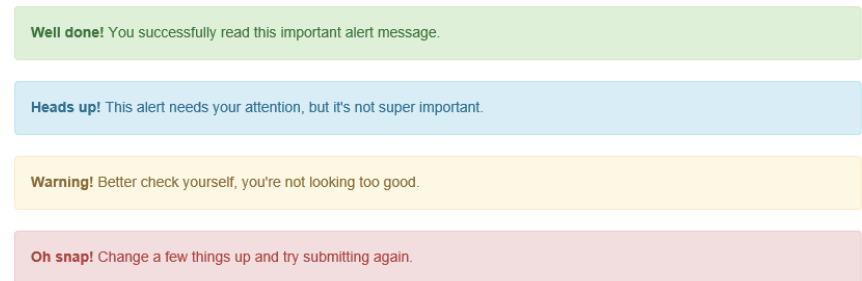 Well done! You successfully read this important alert message.
Heads up! This alert needs your attention, but it's not super important.
Warning! Better check yourself, you're not looking too good.
Oh snap! Change a few things up and try submitting again.